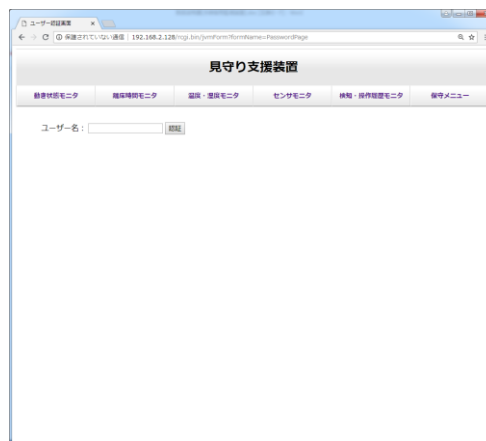 ユーザー認証画面
保護されていない通信 | 192.168.2.128/rcgi.bin/jvmForm?formName=PasswordPage
見守り支援装置
動き状態モニタ 離床時間モニタ 温度・湿度モニタ センサモニタ 検知・操作履歴モニタ 保守メニュー
ユーザー名： 認証